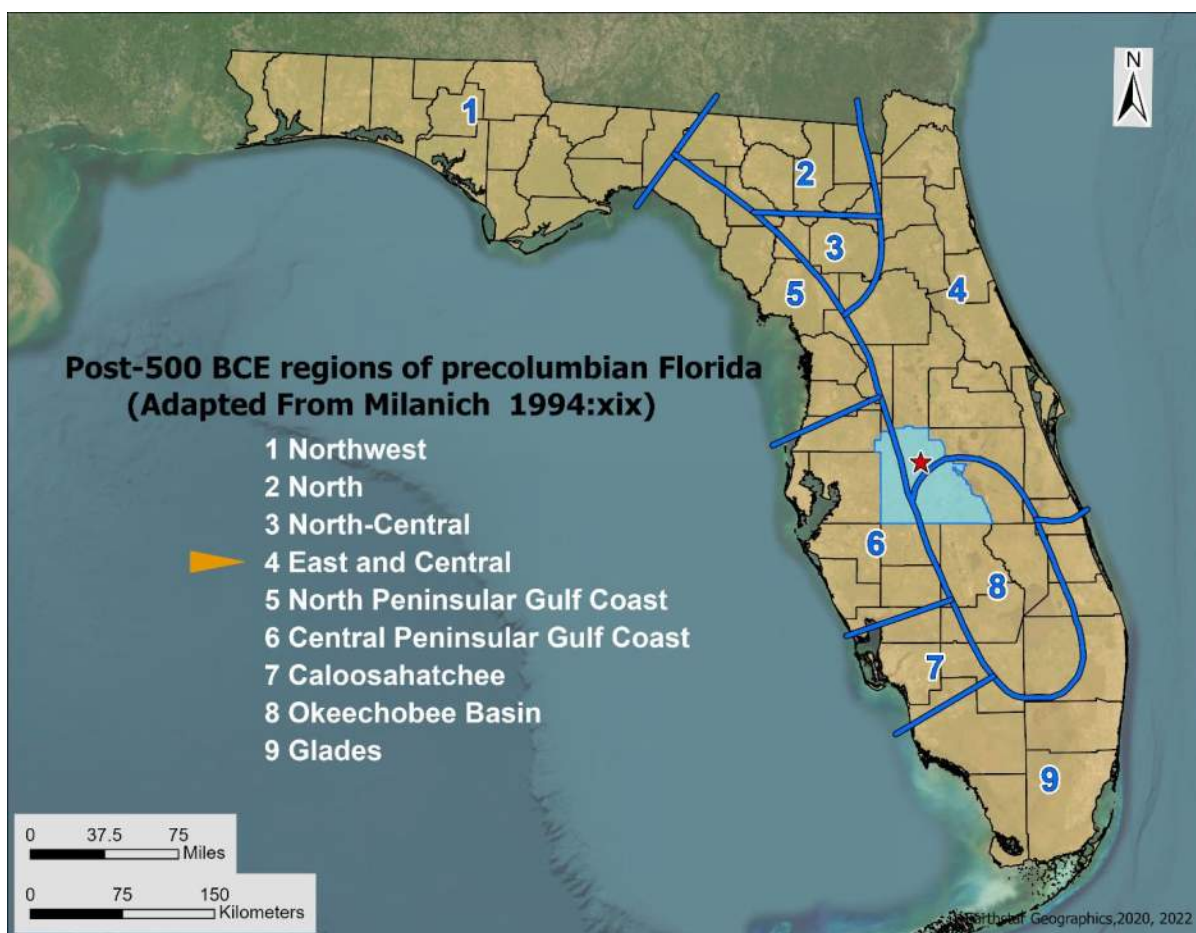 N
1
2
3
4
5
Post-500 BCE regions of precolumbian Florida
(Adapted From Milanich 1994:xix)
1 Northwest
2 North
3 North-Central
4 East and Central
5 North Peninsular Gulf Coast
6 Central Peninsular Gulf Coast
7 Caloosahatchee
8 Okeechobee Basin
9 Glades
6
8
7
9
0 37.5 75
Miles
0 75 150
Kilometers
Earthstar Geographics,2020, 2022